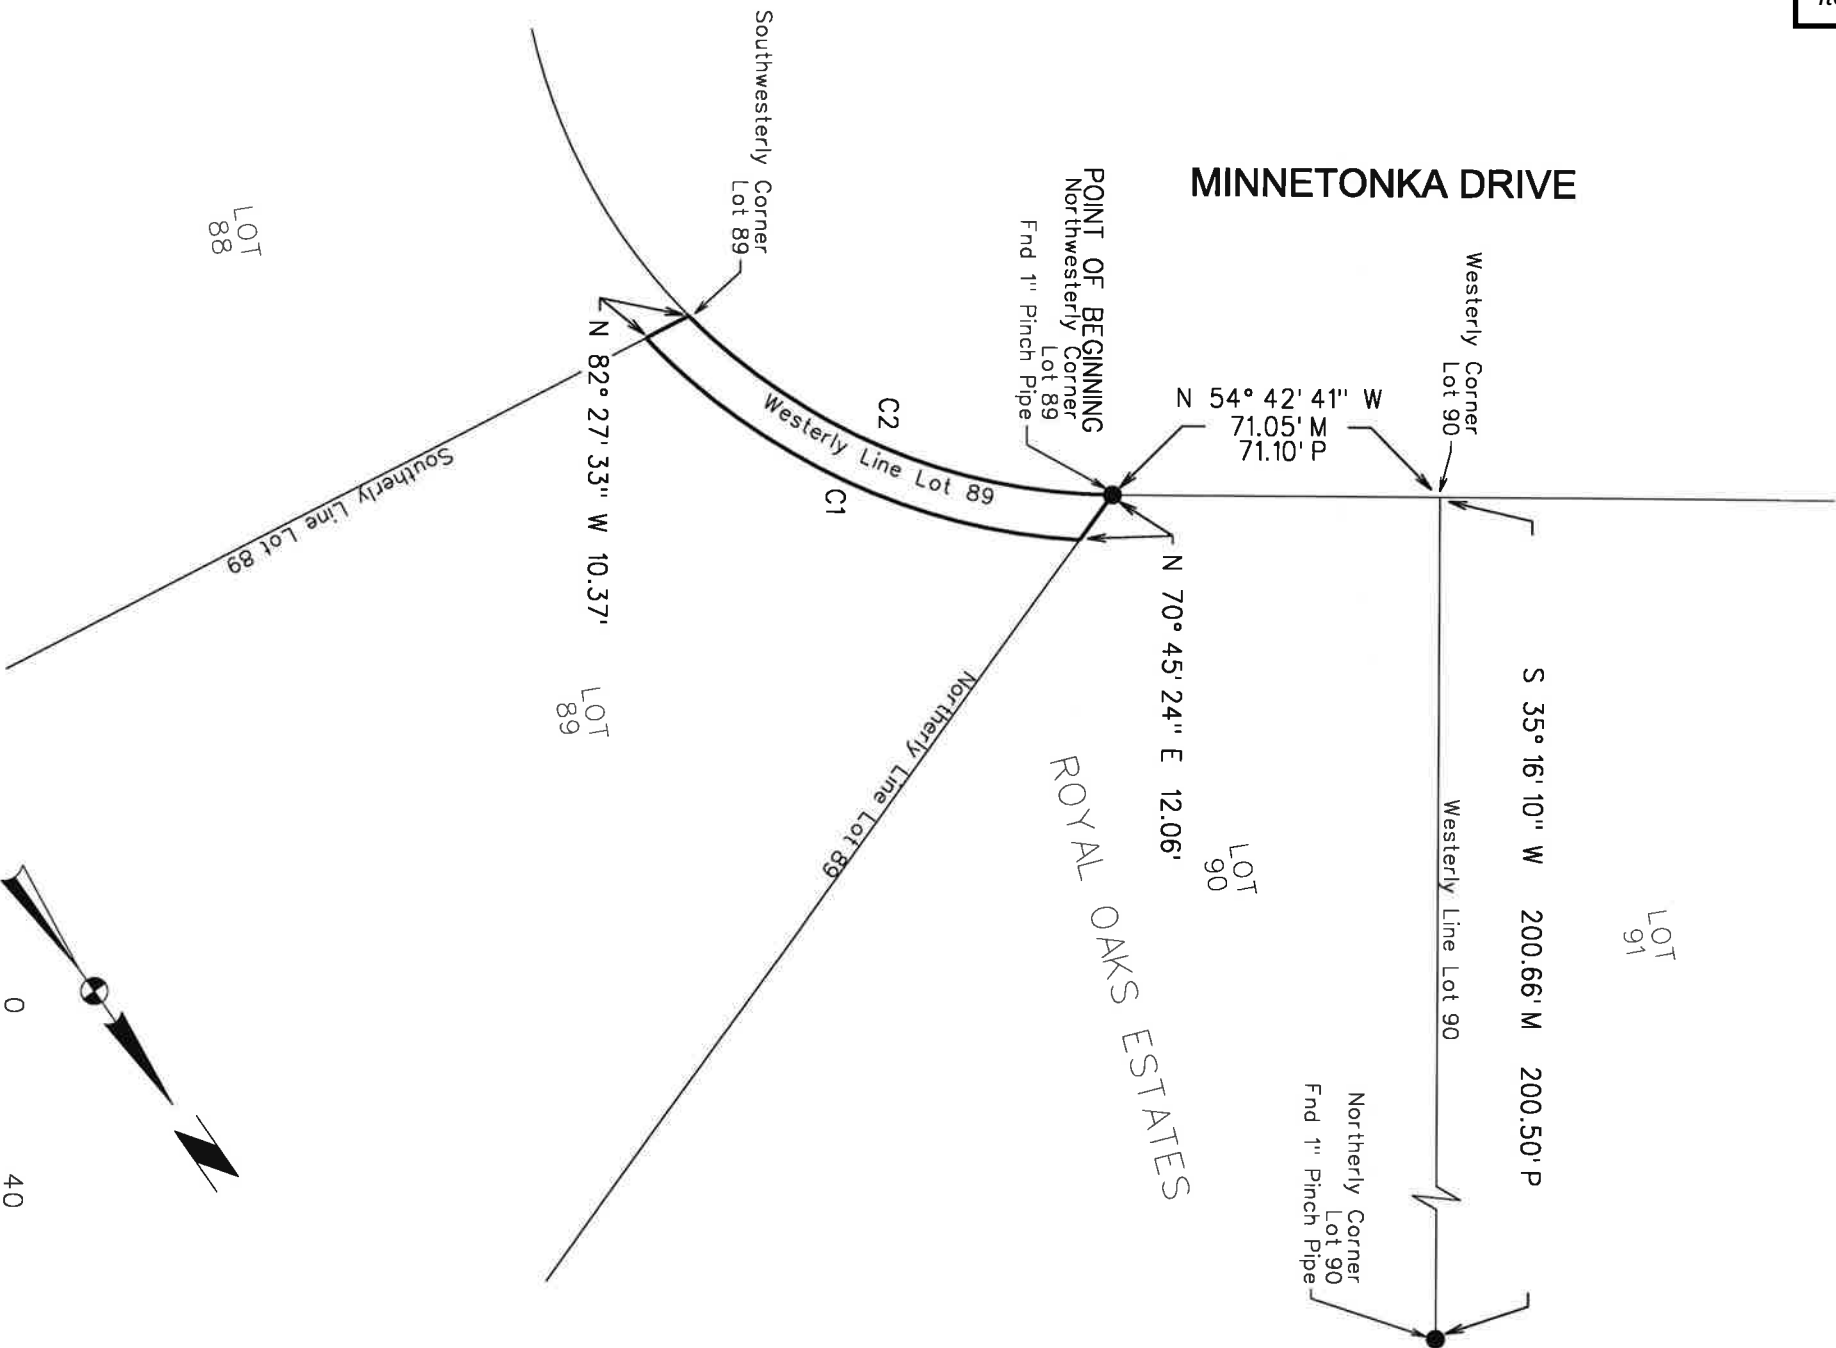 MINNETONKA DRIVE
Southwesterly Corner
Lot 89
POINT OF BEGINNING
Northwesterly Corner
Lot 89
Fnd 1" Pinch Pipe
Westerly Corner
Lot 90
N 54° 42' 41" W
71.05' M
71.10' P
LOT
88
N 82° 27' 33" W 10.37'
C2
Westerly Line Lot 89
C1
Southerly Line Lot 89
N 70° 45' 24" E 12.06'
S 35° 16' 10" W 200.66' M 200.50' P
Westerly Line Lot 90
Northerly Line Lot 89
LOT
89
LOT
90
LOT
91
ROYAL OAKS ESTATES
Northerly Corner
Lot 90
Fnd 1" Pinch Pipe
0
40